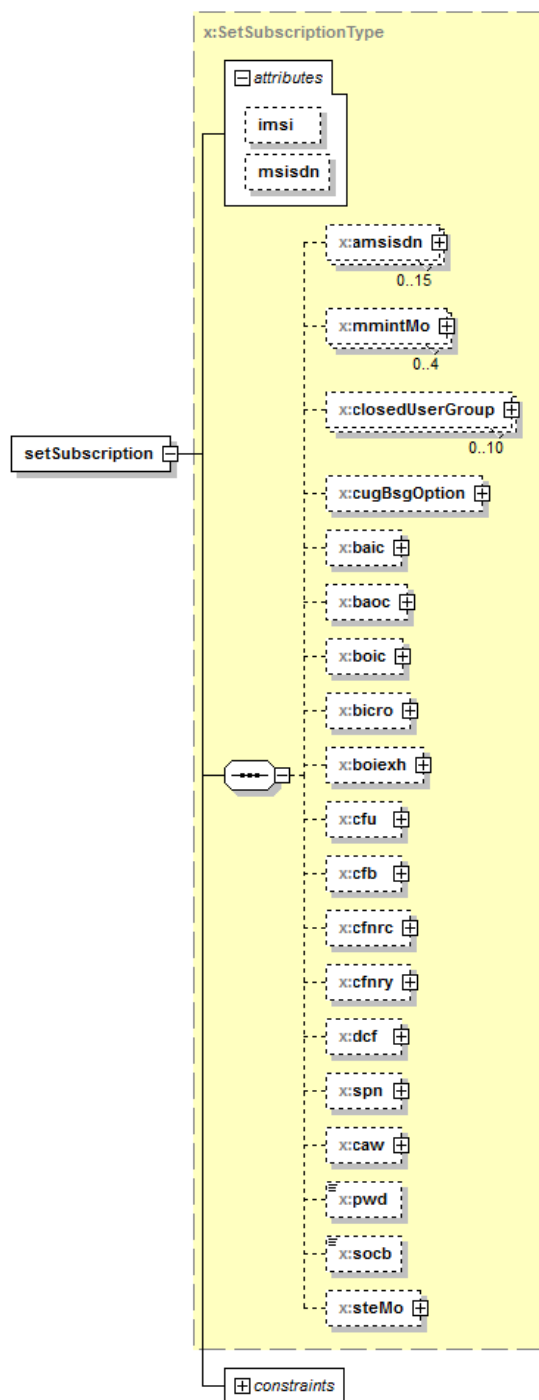 x:SetSubscriptionType
attributes
imsi
msisdn
x:amsisdn
0..15
x:mmintMo
0..4
x:closedUserGroup
0..10
setSubscription
x:cugBsgOption
x:baic
x:baoc
x:boic
x:bicro
x:boiexh
x:cfu
x:cfb
x:cfnrc
x:cfnry
x:dcf
x:spn
x:caw
x:pwd
x:socb
x:steMo
constraints